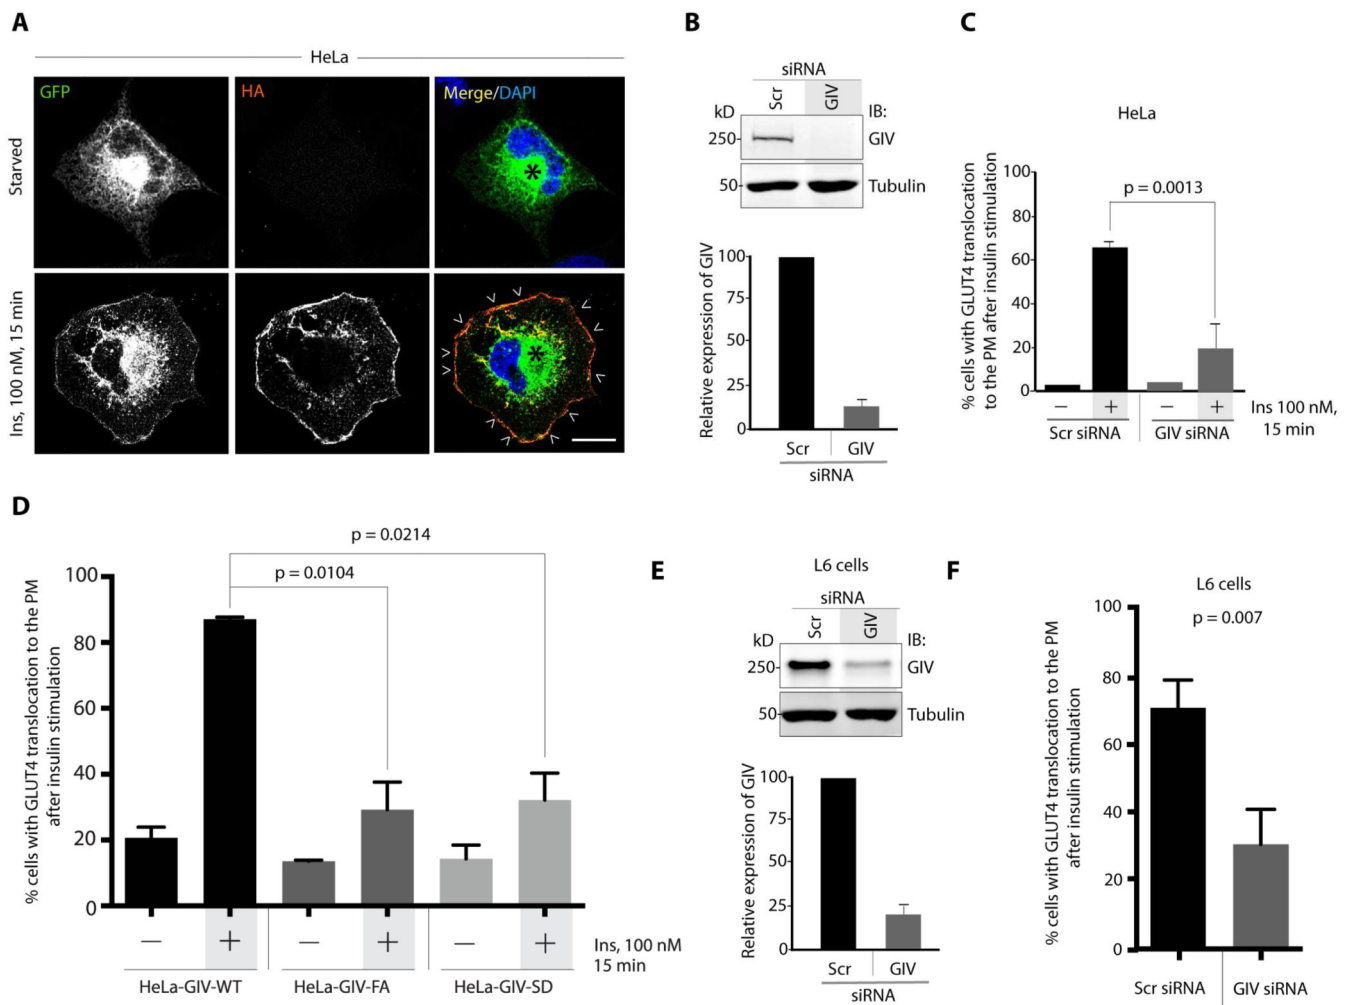 A
HeLa
GFP
HA
Merge/DAPI
*
Starved
Ins, 100 nM, 15 min
*
B
siRNA
Scr
GIV
kD
IB:
250-
GIV
50-
Tubulin
Relative expression of GIV
100
75
50
25
0
Scr
GIV
siRNA
C
HeLa
% cells with GLUT4 translocation
to the PM after insulin stimulation
100
80
60
40
20
0
p = 0.0013
— + — +
Ins 100 nM,
15 min
Scr siRNA
GIV siRNA
D
% cells with GLUT4 translocation to the PM
after insulin stimulation
100
80
60
40
20
0
p = 0.0214
p = 0.0104
— + — + — +
Ins, 100 nM
15 min
HeLa-GIV-WT
HeLa-GIV-FA
HeLa-GIV-SD
E
L6 cells
siRNA
Scr
GIV
kD
IB:
250-
GIV
50-
Tubulin
Relative expression of GIV
100
75
50
25
0
Scr
GIV
siRNA
F
L6 cells
p = 0.007
% cells with GLUT4 translocation to the PM
after insulin stimulation
100
80
60
40
20
0
Scr siRNA
GIV siRNA